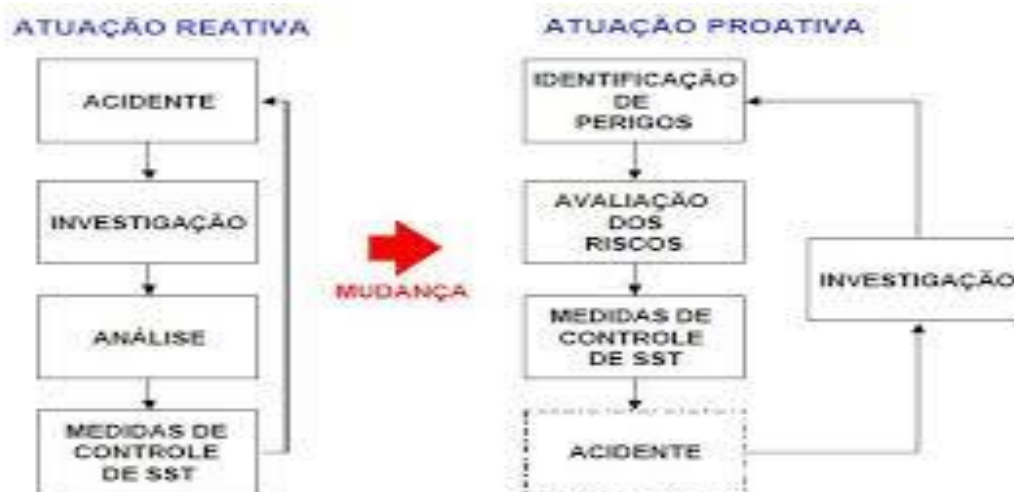 ATUAÇÃO REATIVA
ACIDENTE
INVESTIGAÇÃO
ANÁLISE
MEDIDAS DE
CONTROLE
DE SST
MUDANÇA
ATUAÇÃO PROATIVA
IDENTIFICAÇÃO
DE
PERIGOS
AVALIAÇÃO
DOS
RISCOS
MEDIDAS DE
CONTROLE
DE SST
ACIDENTE
INVESTIGAÇÃO